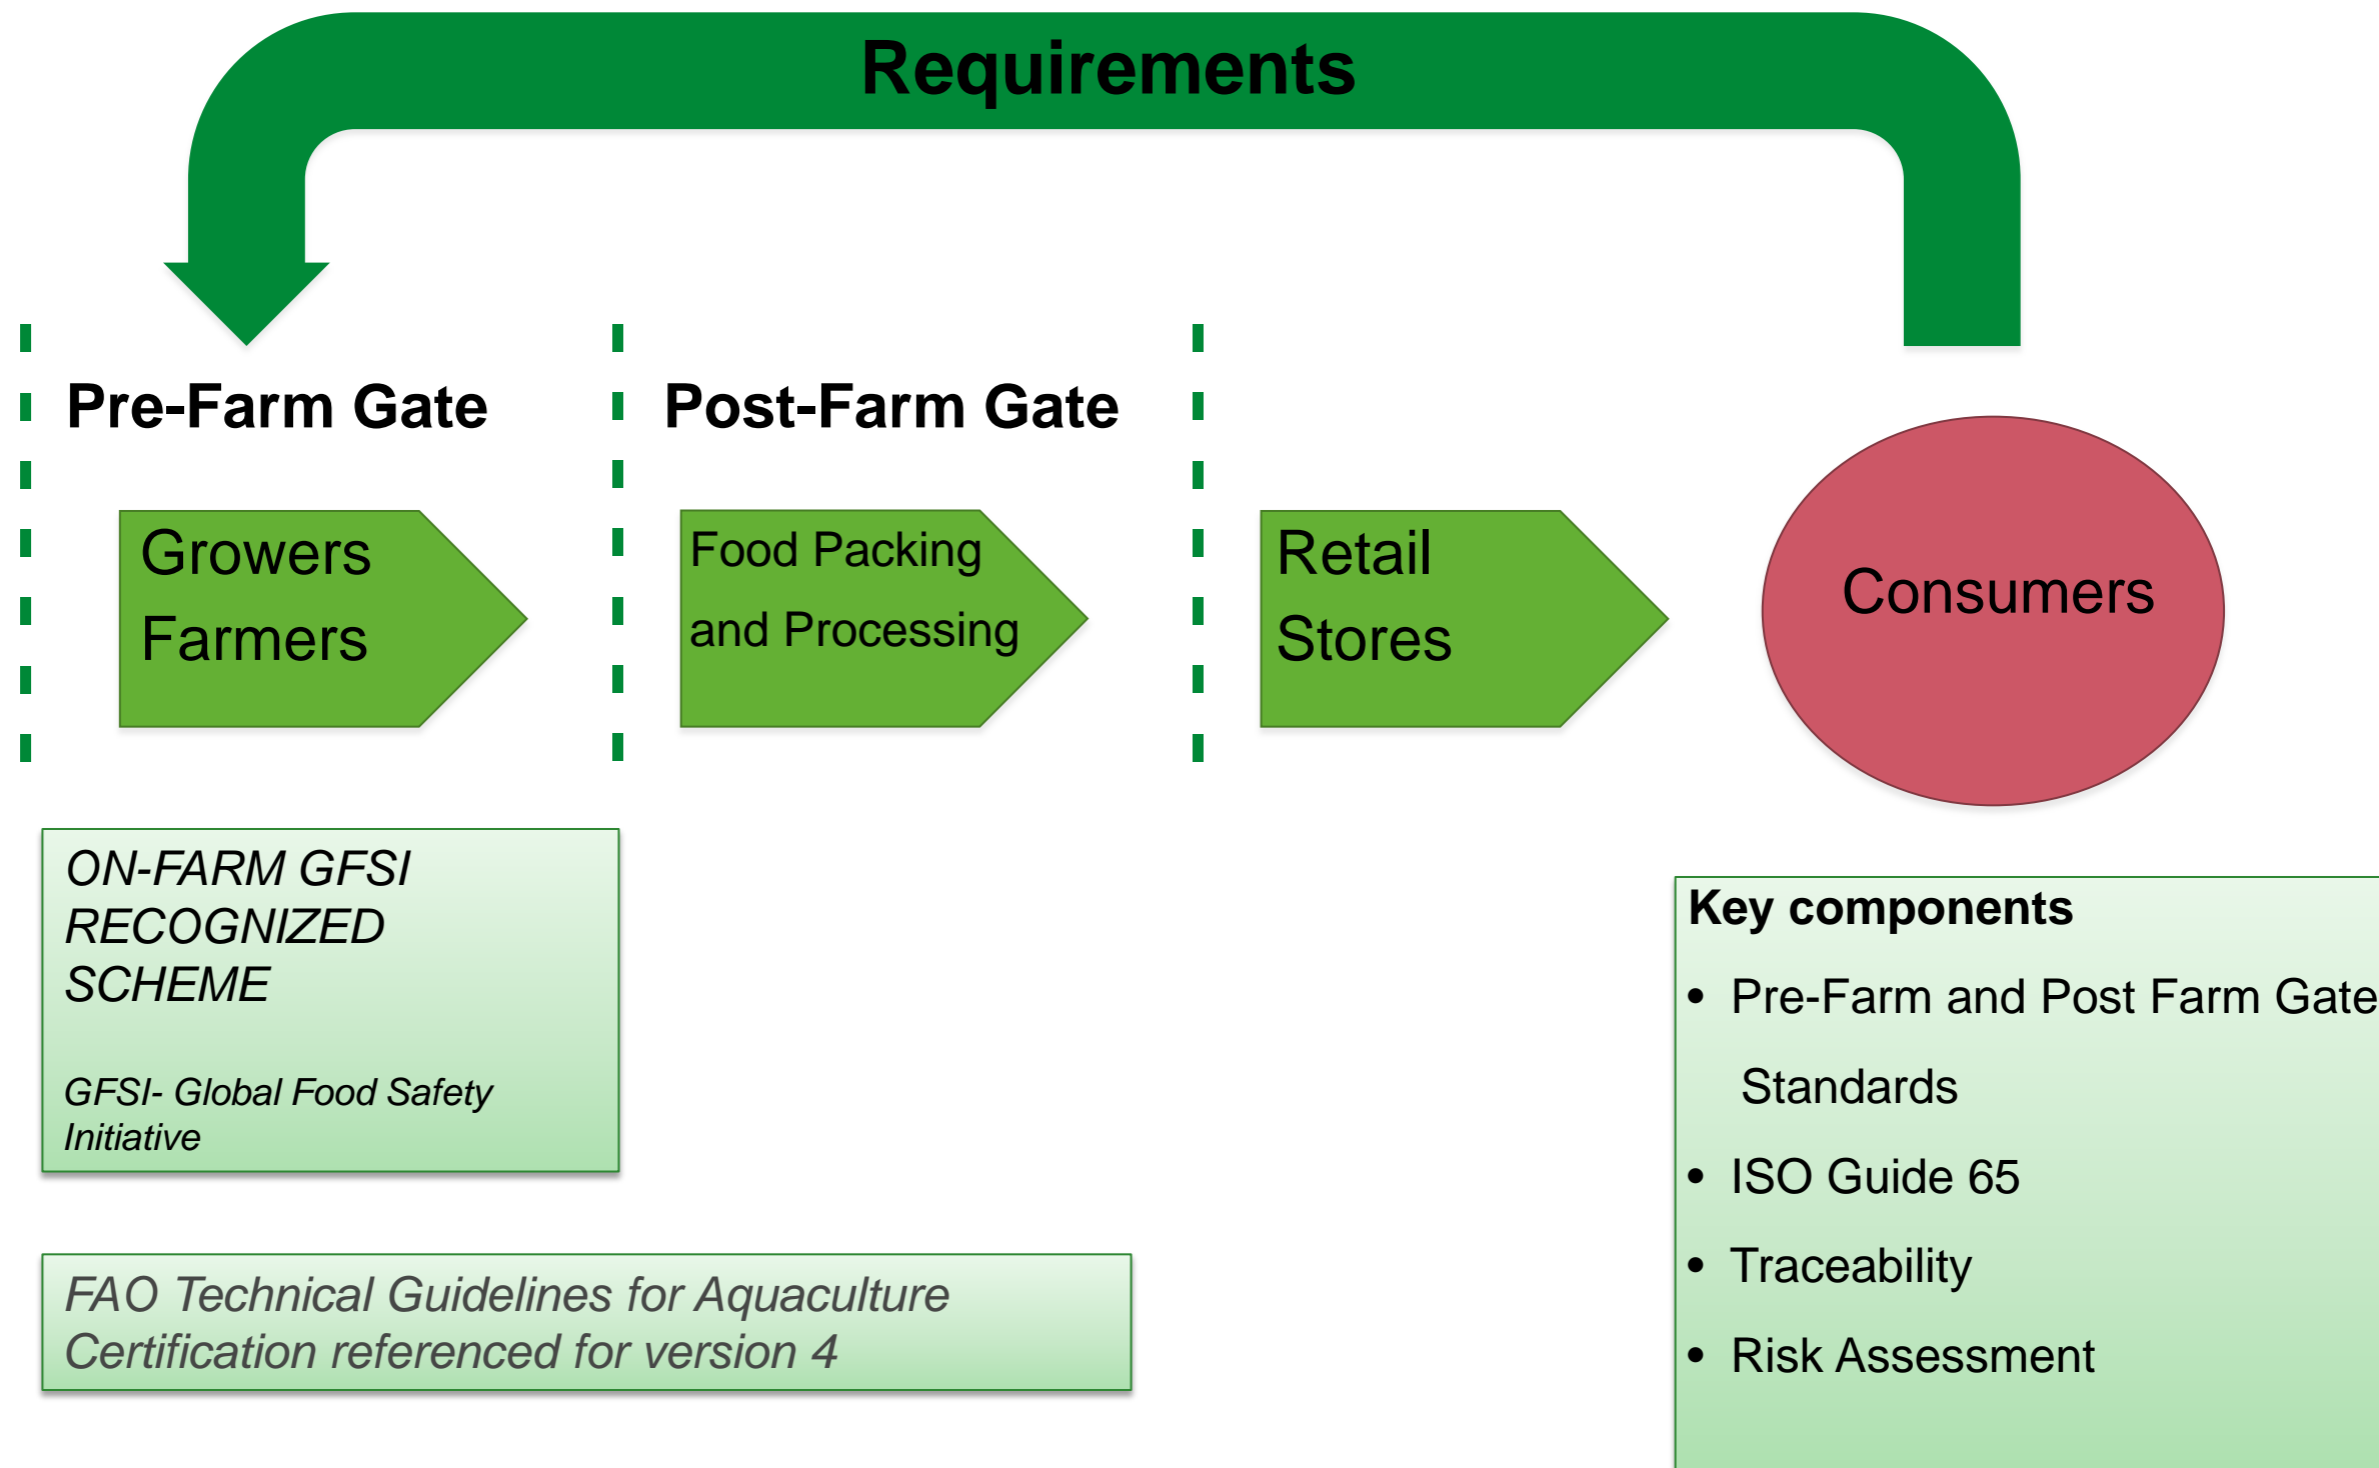 Requirements
Pre-Farm Gate
Post-Farm Gate
Growers
Farmers
Food Packing
and Processing
Retail
Stores
Consumers
ON-FARM GFSI
RECOGNIZED
SCHEME
GFSI- Global Food Safety
Initiative
FAO Technical Guidelines for Aquaculture
Certification referenced for version 4
Key components
• Pre-Farm and Post Farm Gate
Standards
• ISO Guide 65
• Traceability
• Risk Assessment